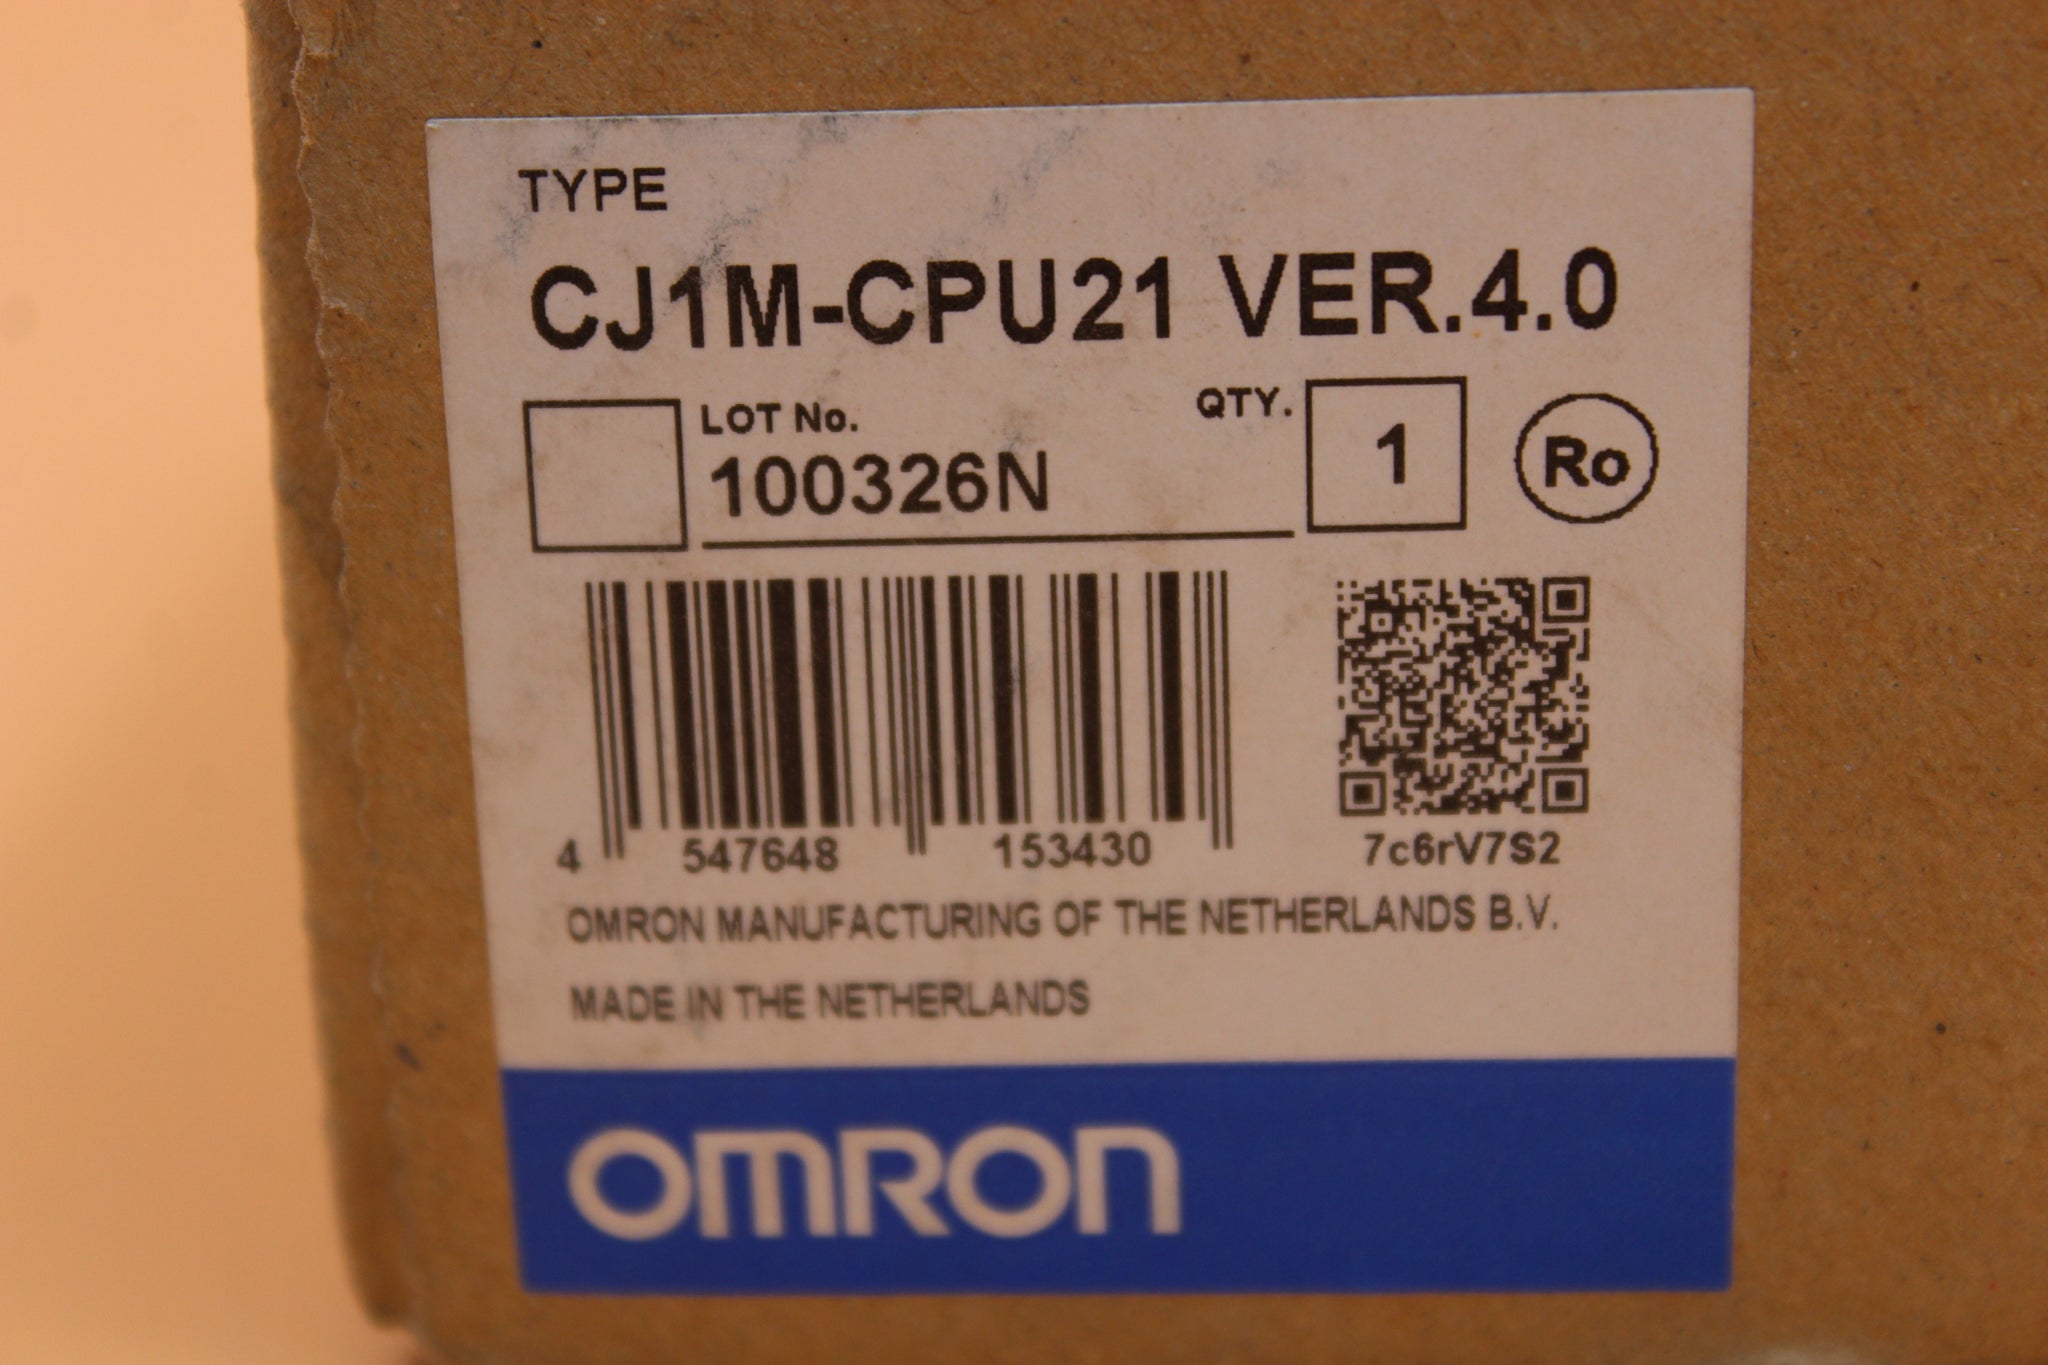 TYPE
CJ1M-CPU21 VER.4.0
LOT No.
100326N
QTY.
1
Ro
4 547648 153430
7c6rV7S2
OMRON MANUFACTURING OF THE NETHERLANDS B.V.
MADE IN THE NETHERLANDS
OMRON